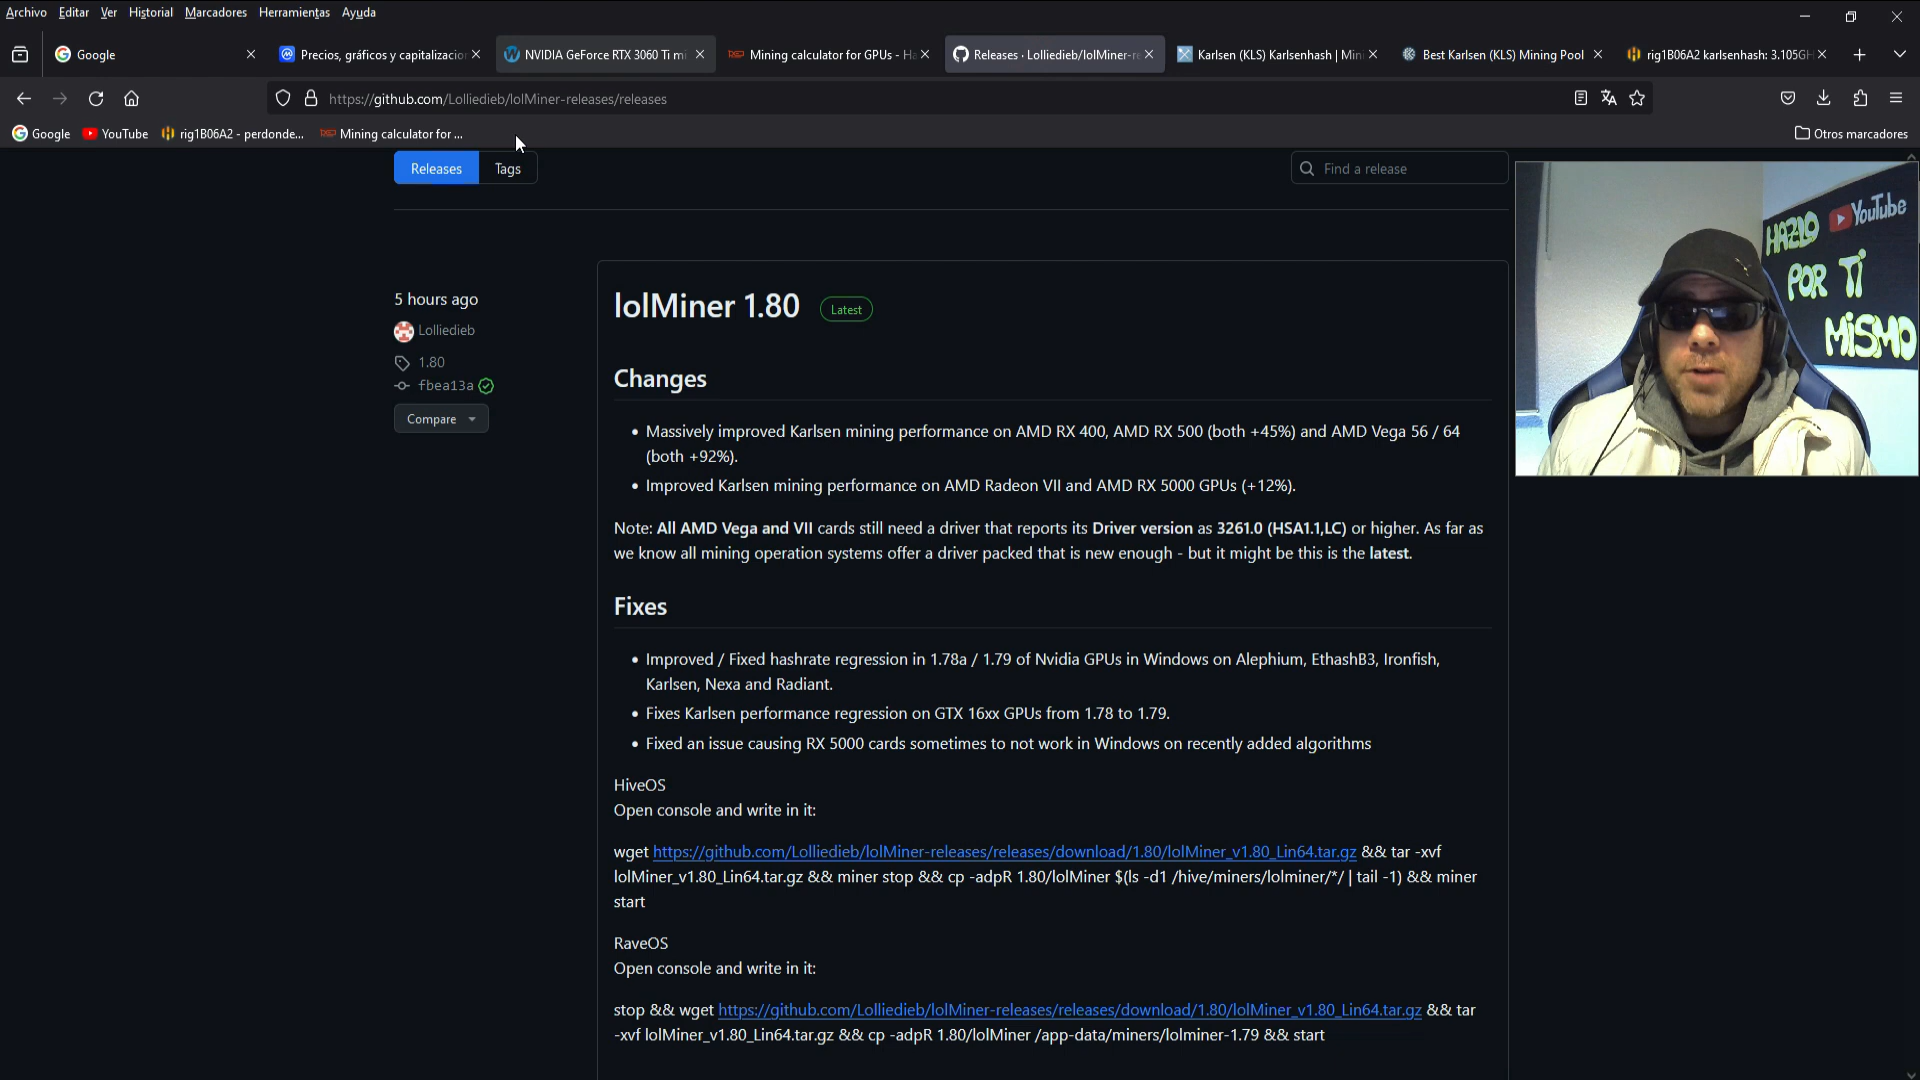 Archivo Editar Ver Historial Marcadores Herramientas Ayuda
Google
Precios, gráficos y capitalizació
NVIDIA GeForce RTX 3060 Ti mi
Mining calculator for GPUs - Ha
Releases · Lolliedieb/lolMiner-re
Karlsen (KLS) Karlsenhash | Mini
Best Karlsen (KLS) Mining Pool
rig1B06A2 karlsenhash: 3.105GH
https://github.com/Lolliedieb/lolMiner-releases/releases
Google YouTube rig1B06A2 - perdonde... Mining calculator for ... Otros marcadores
Releases Tags
Find a release
5 hours ago
Lolliedieb
1.80
fbea13a
Compare
lolMiner 1.80 Latest
Changes
• Massively improved Karlsen mining performance on AMD RX 400, AMD RX 500 (both +45%) and AMD Vega 56 / 64
(both +92%).
• Improved Karlsen mining performance on AMD Radeon VII and AMD RX 5000 GPUs (+12%).
Note: All AMD Vega and VII cards still need a driver that reports its Driver version as 3261.0 (HSA1.1,LC) or higher. As far as
we know all mining operation systems offer a driver packed that is new enough - but it might be this is the latest.
Fixes
• Improved / Fixed hashrate regression in 1.78a / 1.79 of Nvidia GPUs in Windows on Alephium, EthashB3, Ironfish,
Karlsen, Nexa and Radiant.
• Fixes Karlsen performance regression on GTX 16xx GPUs from 1.78 to 1.79.
• Fixed an issue causing RX 5000 cards sometimes to not work in Windows on recently added algorithms
HiveOS
Open console and write in it:
wget https://github.com/Lolliedieb/lolMiner-releases/releases/download/1.80/lolMiner_v1.80_Lin64.tar.gz && tar -xvf
lolMiner_v1.80_Lin64.tar.gz && miner stop && cp -adpR 1.80/lolMiner $(ls -d1 /hive/miners/lolminer/*/ | tail -1) && miner
start
RaveOS
Open console and write in it:
stop && wget https://github.com/Lolliedieb/lolMiner-releases/releases/download/1.80/lolMiner_v1.80_Lin64.tar.gz && tar
-xvf lolMiner_v1.80_Lin64.tar.gz && cp -adpR 1.80/lolMiner /app-data/miners/lolminer-1.79 && start
YouTube
HAZLO
POR TI
MiSMO